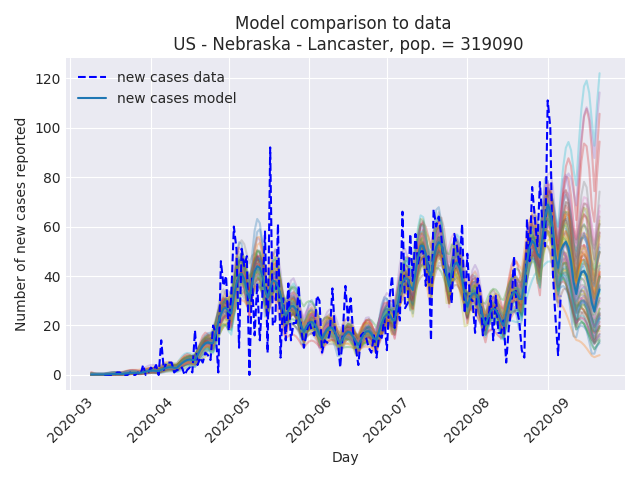 Model comparison to data
US - Nebraska - Lancaster, pop. = 319090
new cases data
new cases model
Number of new cases reported
120
100
80
60
40
20
0
2020-03
2020-04
2020-05
2020-06
2020-07
2020-08
2020-09
Day